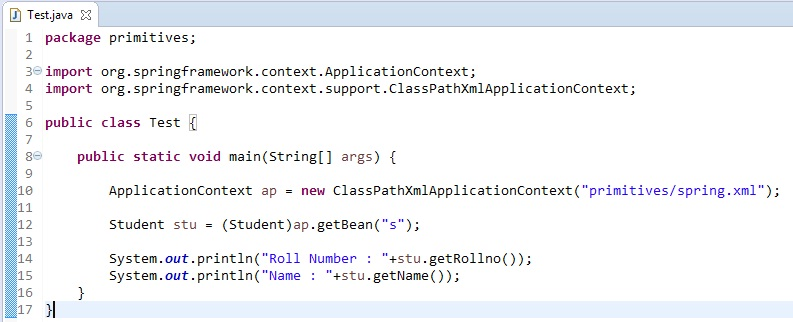 Test.java
1 package primitives;
2
3 import org.springframework.context.ApplicationContext;
4 import org.springframework.context.support.ClassPathXmlApplicationContext;
5
6 public class Test {
7
8     public static void main(String[] args) {
9
10         ApplicationContext ap = new ClassPathXmlApplicationContext("primitives/spring.xml");
11
12         Student stu = (Student)ap.getBean("s");
13
14         System.out.println("Roll Number : "+stu.getRollno());
15         System.out.println("Name : "+stu.getName());
16     }
17 }